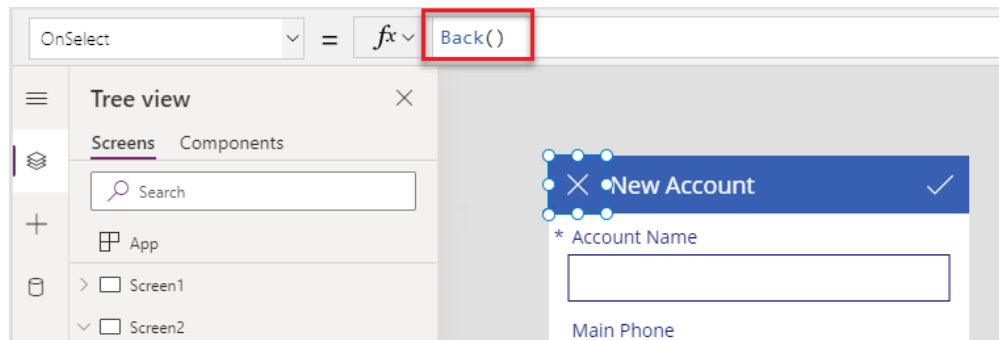 OnSelect = fx Back()
Tree view
Screens Components
Search
App
Screen1
Screen2
New Account
* Account Name
Main Phone